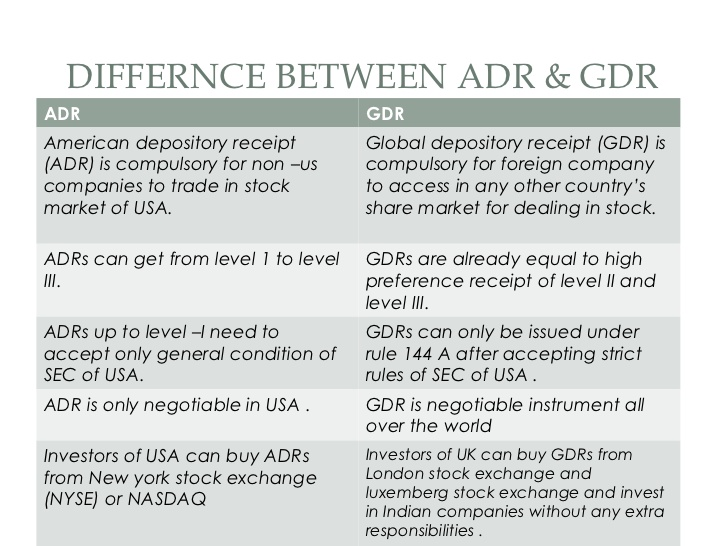 DIFFERNCE BETWEEN ADR & GDR
ADR
GDR
American depository receipt
(ADR) is compulsory for non –us
companies to trade in stock
market of USA.
Global depository receipt (GDR) is
compulsory for foreign company
to access in any other country's
share market for dealing in stock.
ADRs can get from level 1 to level
III.
GDRs are already equal to high
preference receipt of level II and
level III.
ADRs up to level –I need to
accept only general condition of
SEC of USA.
GDRs can only be issued under
rule 144 A after accepting strict
rules of SEC of USA .
ADR is only negotiable in USA .
GDR is negotiable instrument all
over the world
Investors of USA can buy ADRs
from New york stock exchange
(NYSE) or NASDAQ
Investors of UK can buy GDRs from
London stock exchange and
luxemberg stock exchange and invest
in Indian companies without any extra
responsibilities .